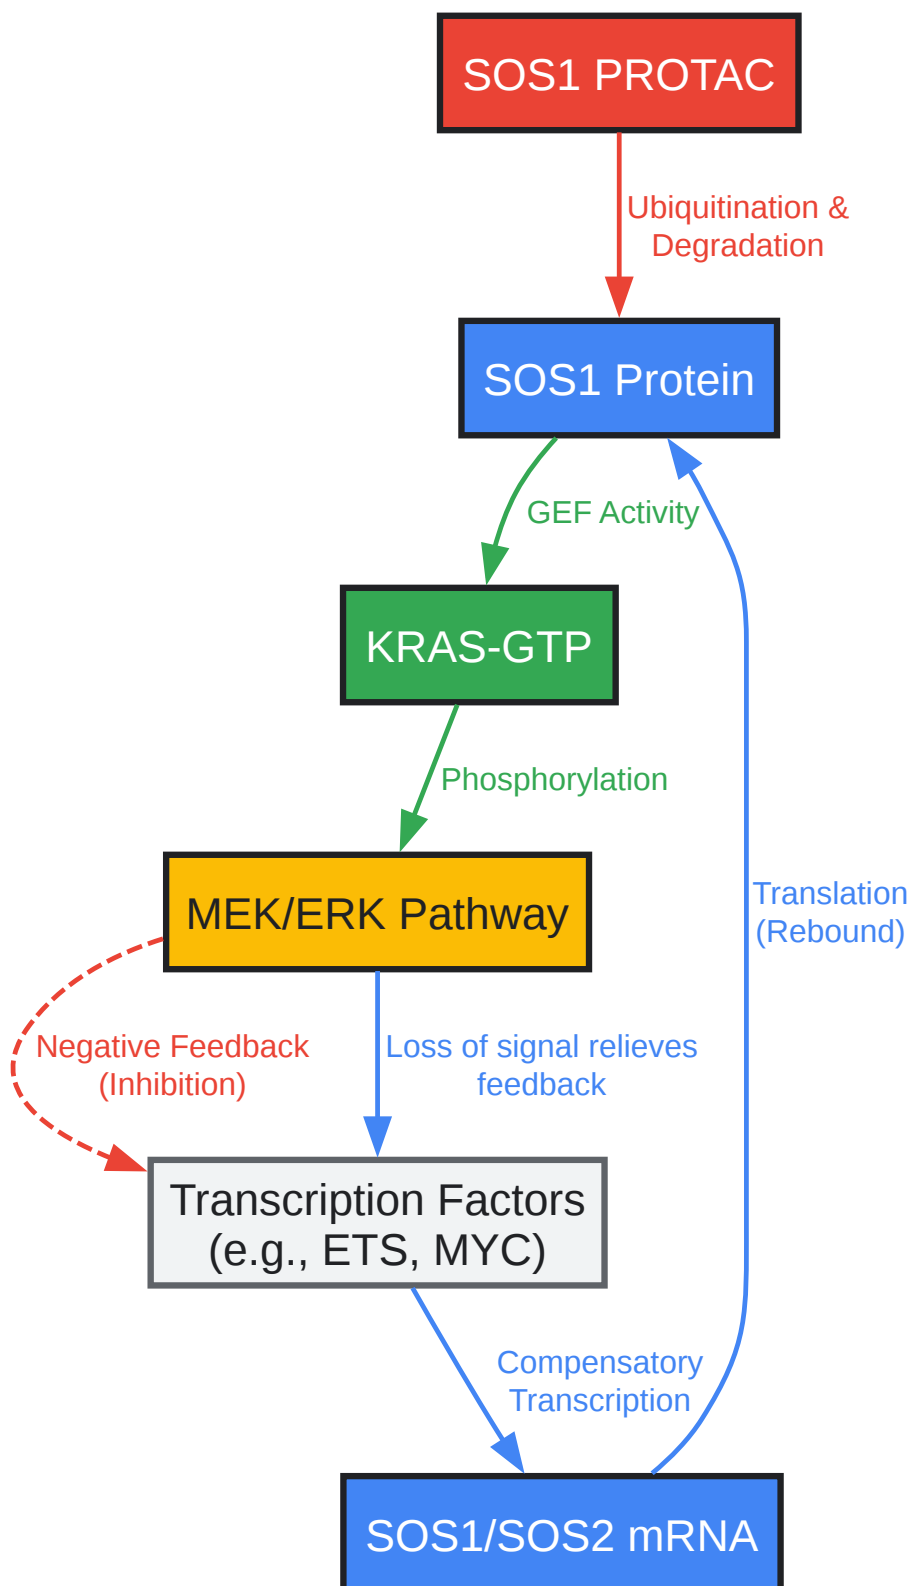 SOS1 PROTAC
Ubiquitination &
Degradation
SOS1 Protein
GEF Activity
KRAS-GTP
Phosphorylation
MEK/ERK Pathway
Translation
(Rebound)
Negative Feedback
(Inhibition)
Loss of signal relieves
feedback
Transcription Factors
(e.g., ETS, MYC)
Compensatory
Transcription
SOS1/SOS2 mRNA